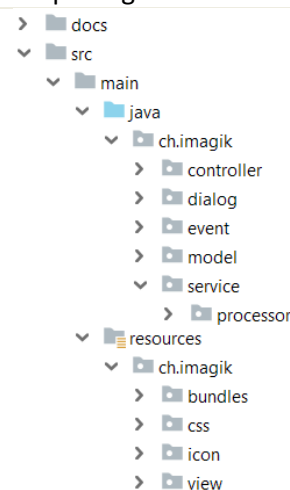 docs
src
main
java
ch.imagik
controller
dialog
event
model
service
processor
resources
ch.imagik
bundles
css
icon
view